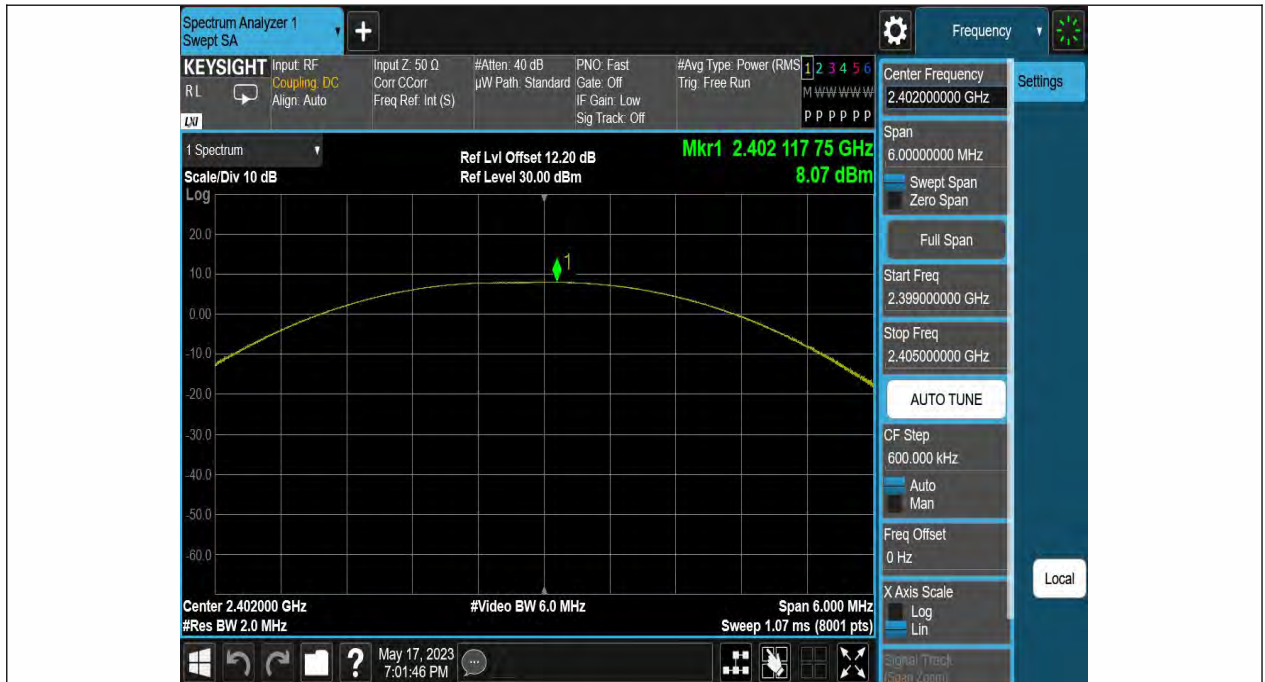 Spectrum Analyzer 1
Swept SA
+
Frequency
KEYSIGHT
RL
LXI
Input: RF
Coupling: DC
Align: Auto
Input Z: 50 Ω
Corr CCorr
Freq Ref: Int (S)
#Atten: 40 dB
µW Path: Standard
PNO: Fast
Gate: Off
IF Gain: Low
Sig Track: Off
#Avg Type: Power (RMS
Trig: Free Run
1 2 3 4 5 6
M W W W W W
P P P P P P
1 Spectrum
Scale/Div 10 dB
Log
Ref Lvl Offset 12.20 dB
Ref Level 30.00 dBm
Mkr1 2.402 117 75 GHz
8.07 dBm
1
20.0
10.0
0.00
-10.0
-20.0
-30.0
-40.0
-50.0
-60.0
Center 2.402000 GHz
#Res BW 2.0 MHz
#Video BW 6.0 MHz
Span 6.000 MHz
Sweep 1.07 ms (8001 pts)
Center Frequency
2.402000000 GHz
Settings
Span
6.00000000 MHz
Swept Span
Zero Span
Full Span
Start Freq
2.399000000 GHz
Stop Freq
2.405000000 GHz
AUTO TUNE
CF Step
600.000 kHz
Auto
Man
Freq Offset
0 Hz
X Axis Scale
Log
Lin
Signal Track
(Span Zoom)
Local
?
May 17, 2023
7:01:46 PM